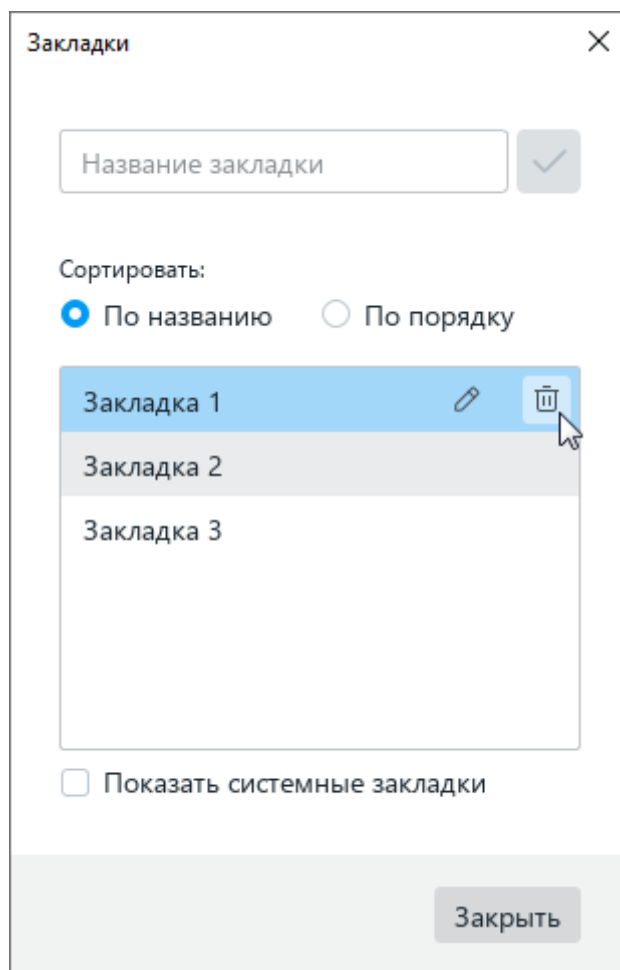 Закладки
Название закладки
Сортировать:
По названию По порядку
Закладка 1
Закладка 2
Закладка 3
Показать системные закладки
Закрыть